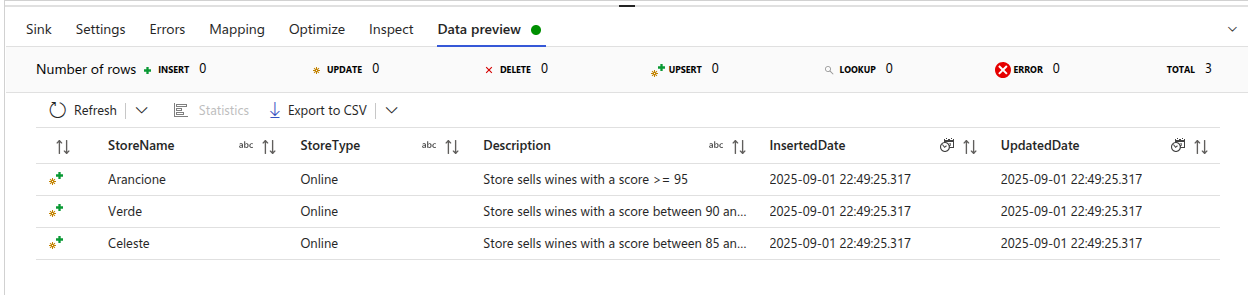 Sink Settings Errors Mapping Optimize Inspect Data preview
Number of rows INSERT 0 UPDATE 0 DELETE 0 UPSERT 0 LOOKUP 0 ERROR 0 TOTAL 3
Refresh Statistics Export to CSV
StoreName abc StoreType abc Description abc InsertedDate UpdatedDate
Arancione Online Store sells wines with a score >= 95 2025-09-01 22:49:25.317 2025-09-01 22:49:25.317
Verde Online Store sells wines with a score between 90 an... 2025-09-01 22:49:25.317 2025-09-01 22:49:25.317
Celeste Online Store sells wines with a score between 85 an... 2025-09-01 22:49:25.317 2025-09-01 22:49:25.317